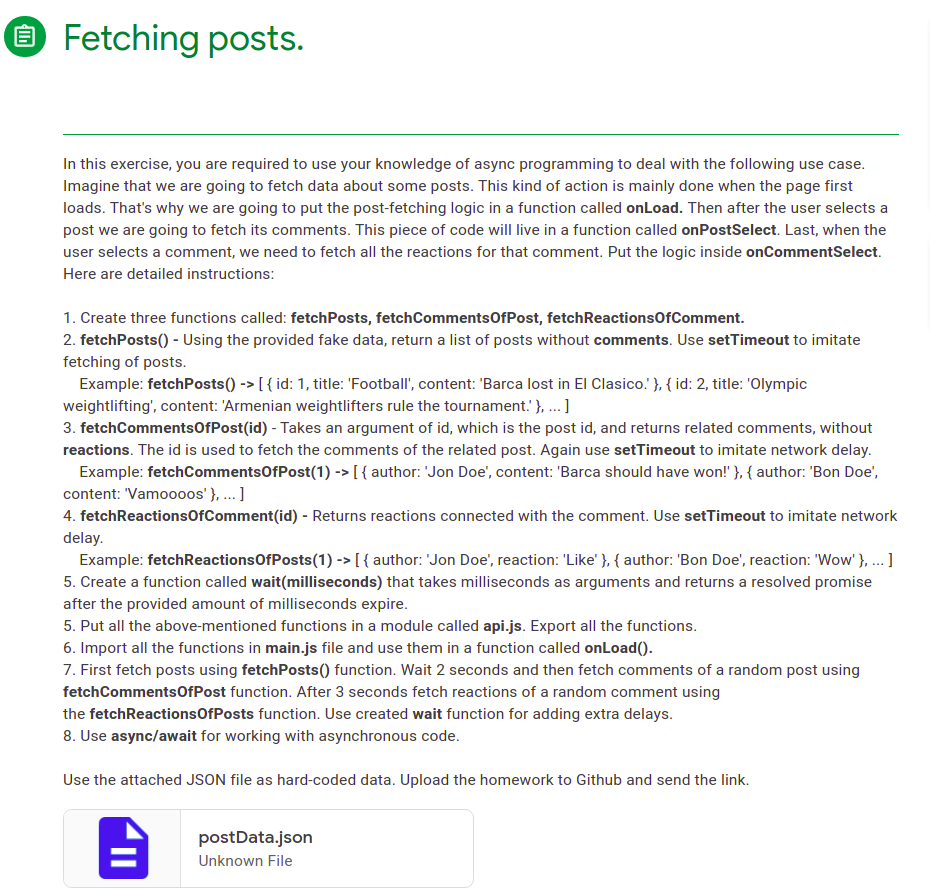 Fetching posts.
In this exercise, you are required to use your knowledge of async programming to deal with the following use case.
Imagine that we are going to fetch data about some posts. This kind of action is mainly done when the page first
loads. That's why we are going to put the post-fetching logic in a function called onLoad. Then after the user selects a
post we are going to fetch its comments. This piece of code will live in a function called onPostSelect. Last, when the
user selects a comment, we need to fetch all the reactions for that comment. Put the logic inside onCommentSelect.
Here are detailed instructions:
1. Create three functions called: fetchPosts, fetchCommentsOfPost, fetchReactionsOfComment.
2. fetchPosts() - Using the provided fake data, return a list of posts without comments. Use setTimeout to imitate
fetching of posts.
Example: fetchPosts() -> [ { id: 1, title: 'Football', content: 'Barca lost in El Clasico.' }, { id: 2, title: 'Olympic
weightlifting', content: 'Armenian weightlifters rule the tournament.' }, ... ]
3. fetchCommentsOfPost(id) - Takes an argument of id, which is the post id, and returns related comments, without
reactions. The id is used to fetch the comments of the related post. Again use setTimeout to imitate network delay.
Example: fetchCommentsOfPost(1) -> [ { author: 'Jon Doe', content: 'Barca should have won!' }, { author: 'Bon Doe',
content: 'Vamoooos' }, ... ]
4. fetchReactionsOfComment(id) - Returns reactions connected with the comment. Use setTimeout to imitate network
delay.
Example: fetchReactionsOfPosts(1) -> [ { author: 'Jon Doe', reaction: 'Like' }, { author: 'Bon Doe', reaction: 'Wow' }, ... ]
5. Create a function called wait(milliseconds) that takes milliseconds as arguments and returns a resolved promise
after the provided amount of milliseconds expire.
5. Put all the above-mentioned functions in a module called api.js. Export all the functions.
6. Import all the functions in main.js file and use them in a function called onLoad().
7. First fetch posts using fetchPosts() function. Wait 2 seconds and then fetch comments of a random post using
fetchCommentsOfPost function. After 3 seconds fetch reactions of a random comment using
the fetchReactionsOfPosts function. Use created wait function for adding extra delays.
8. Use async/await for working with asynchronous code.
Use the attached JSON file as hard-coded data. Upload the homework to Github and send the link.
postData.json
Unknown File